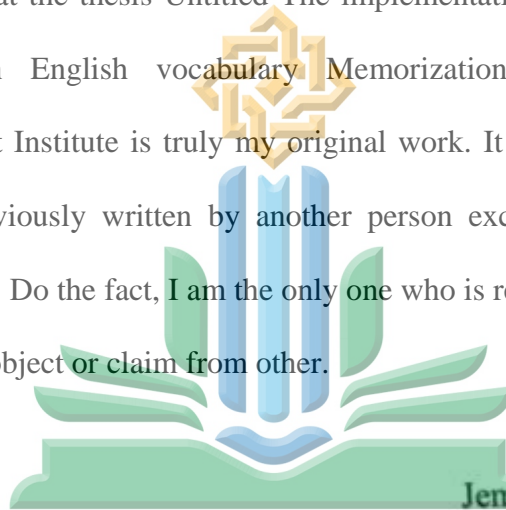 at the thesis Untitled The Implementati
English vocabulary Memorization
t Institute is truly my original work. It
viously written by another person exc
. Do the fact, I am the only one who is re
bject or claim from other.
Jem